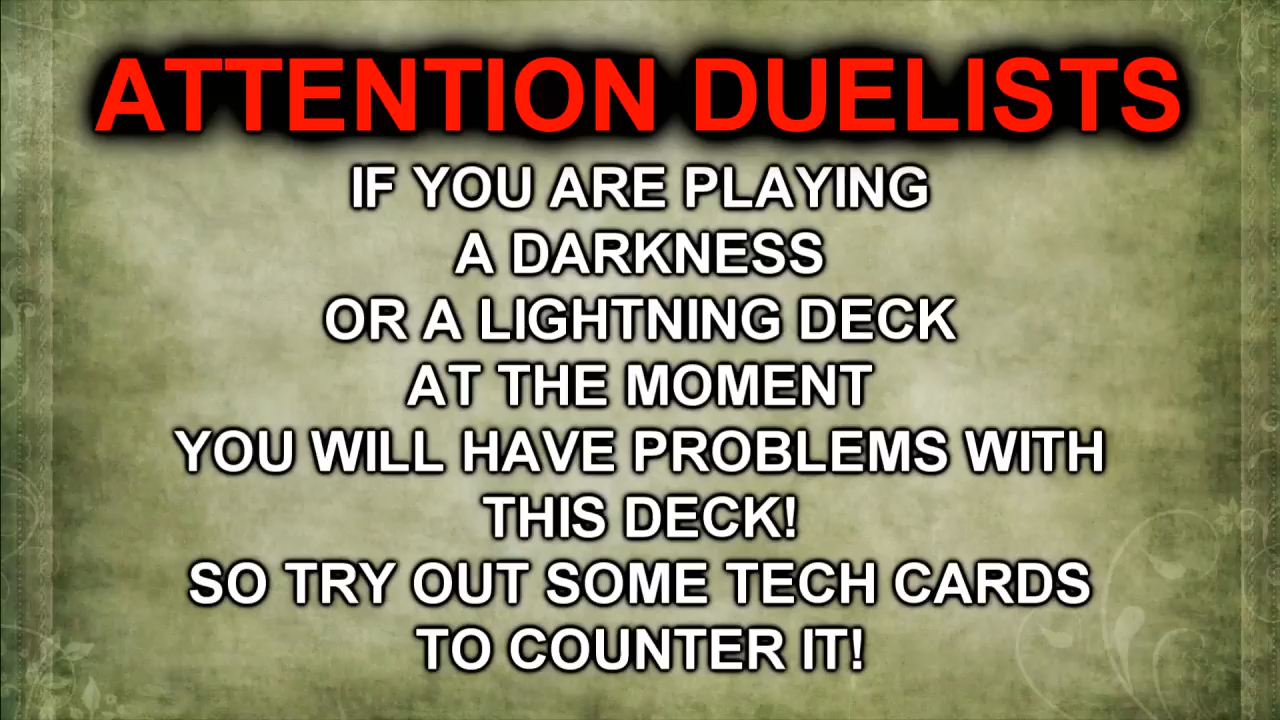 ATTENTION DUELISTS
IF YOU ARE PLAYING
A DARKNESS
OR A LIGHTNING DECK
AT THE MOMENT
YOU WILL HAVE PROBLEMS WITH
THIS DECK!
SO TRY OUT SOME TECH CARDS
TO COUNTER IT!